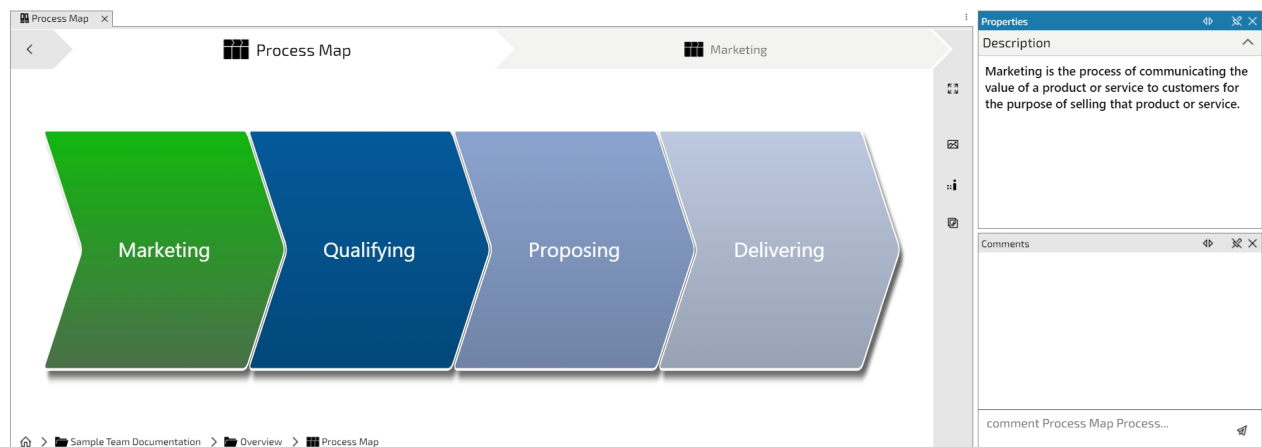 Process Map
Process Map
Marketing
Marketing
Qualifying
Proposing
Delivering
Sample Team Documentation
Overview
Process Map
Properties
Description
Marketing is the process of communicating the
value of a product or service to customers for
the purpose of selling that product or service.
Comments
comment Process Map Process...